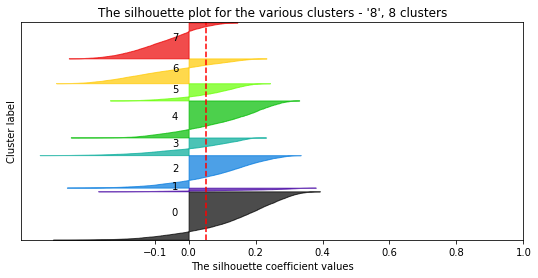 The silhouette plot for the various clusters - '8', 8 clusters
7
6
5
4
3
2
1
0
Cluster label
−0.1 0.0 0.2 0.4 0.6 0.8 1.0
The silhouette coefficient values